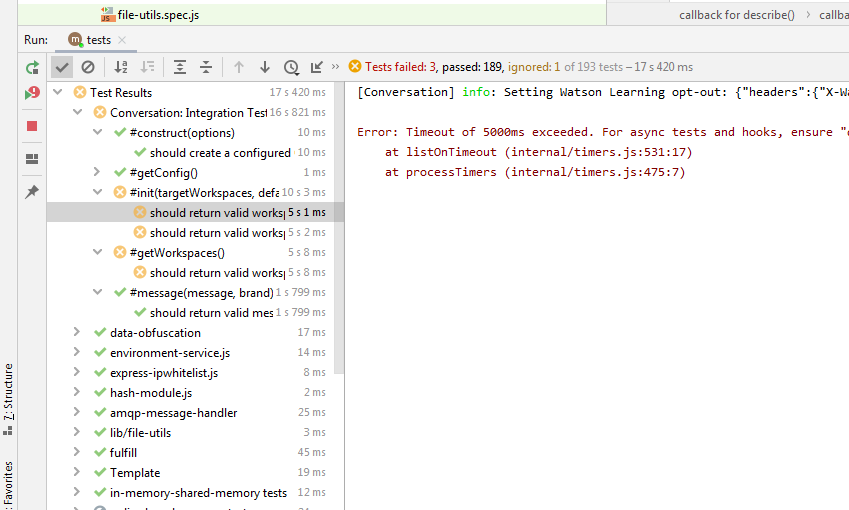 JS file-utils.spec.js
callback for describe() › callba
Run: m tests ×
Tests failed: 3, passed: 189, ignored: 1 of 193 tests – 17 s 420 ms
Test Results 17 s 420 ms
Conversation: Integration Test 16 s 821 ms
#construct(options) 10 ms
should create a configured 10 ms
#getConfig() 1 ms
#init(targetWorkspaces, defa 10 s 3 ms
should return valid worksp 5 s 1 ms
should return valid worksp 5 s 2 ms
#getWorkspaces() 5 s 8 ms
should return valid worksp 5 s 8 ms
#message(message, brand) 1 s 799 ms
should return valid mes 1 s 799 ms
data-obfuscation 17 ms
environment-service.js 14 ms
express-ipwhitelist.js 8 ms
hash-module.js 2 ms
amqp-message-handler 25 ms
lib/file-utils 3 ms
fulfill 45 ms
Template 19 ms
in-memory-shared-memory tests 12 ms
[Conversation] info: Setting Watson Learning opt-out: {"headers":{"X-Wa
Error: Timeout of 5000ms exceeded. For async tests and hooks, ensure "d
at listOnTimeout (internal/timers.js:531:17)
at processTimers (internal/timers.js:475:7)
7: Structure
Favorites